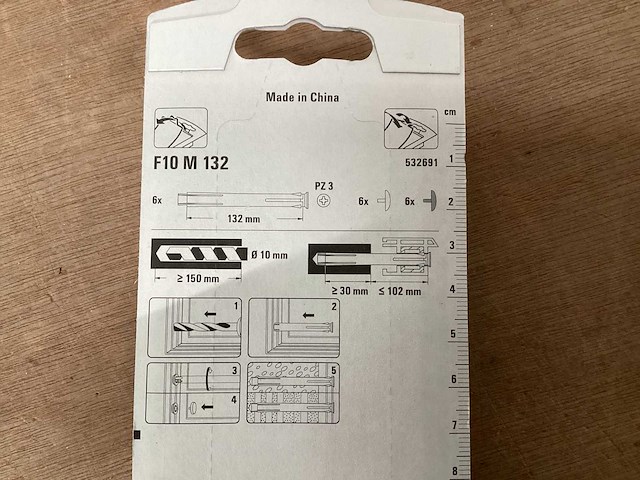 Made in China
cm
F10 M 132
532691
1
PZ 3
6x
6x
6x
2
132 mm
3
Ø 10 mm
≥ 150 mm
≥ 30 mm
≤ 102 mm
4
1
2
5
3
5
4
6
7
8